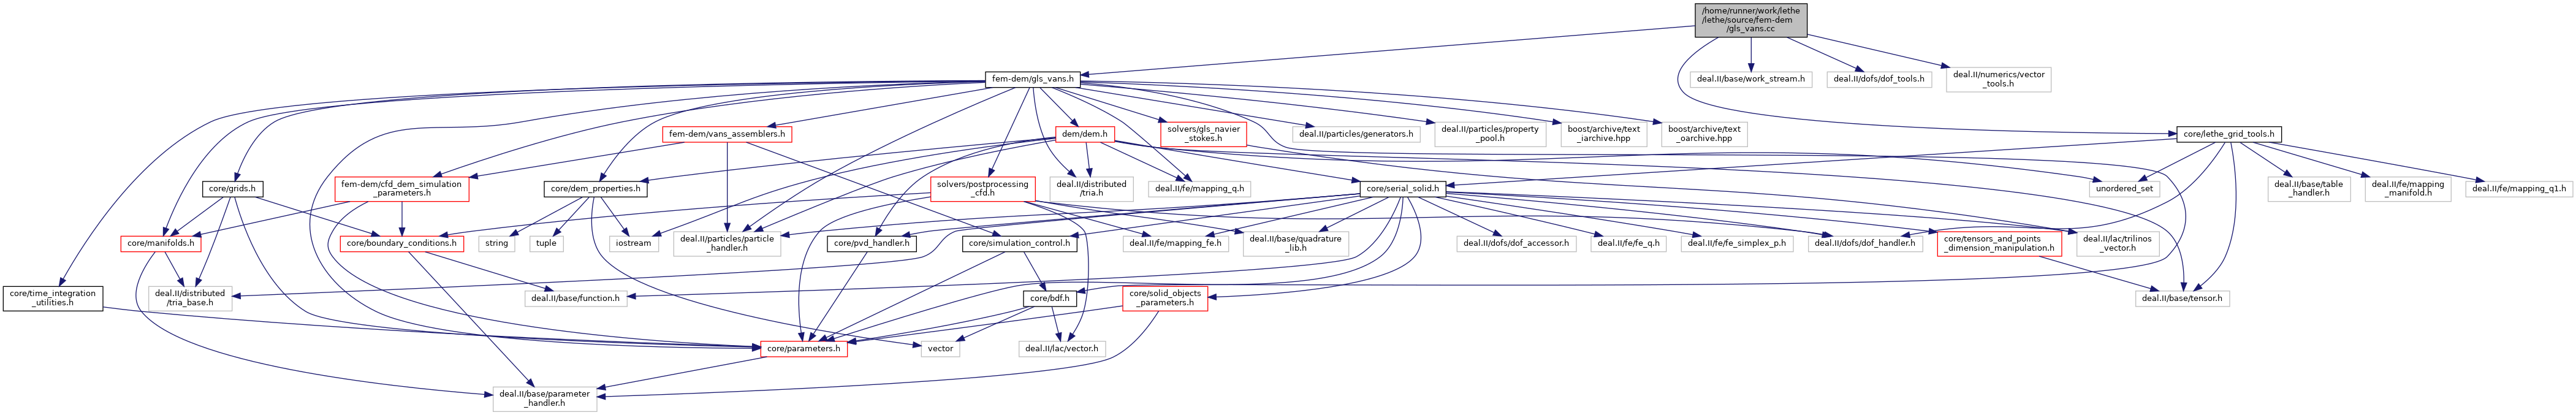 /home/runner/work/lethe
/lethe/source/fem-dem
/gls_vans.cc
fem-dem/gls_vans.h
deal.II/base/work_stream.h
deal.II/dofs/dof_tools.h
deal.II/numerics/vector
_tools.h
fem-dem/vans_assemblers.h
dem/dem.h
solvers/gls_navier
_stokes.h
deal.II/particles/generators.h
deal.II/particles/property
_pool.h
boost/archive/text
_iarchive.hpp
boost/archive/text
_oarchive.hpp
core/lethe_grid_tools.h
core/grids.h
fem-dem/cfd_dem_simulation
_parameters.h
core/dem_properties.h
solvers/postprocessing
_cfd.h
deal.II/distributed
/tria.h
deal.II/fe/mapping_q.h
core/serial_solid.h
unordered_set
deal.II/base/table
_handler.h
deal.II/fe/mapping
_manifold.h
deal.II/fe/mapping_q1.h
core/manifolds.h
core/boundary_conditions.h
string
tuple
iostream
deal.II/particles/particle
_handler.h
core/pvd_handler.h
core/simulation_control.h
deal.II/fe/mapping_fe.h
deal.II/base/quadrature
_lib.h
deal.II/dofs/dof_accessor.h
deal.II/fe/fe_q.h
deal.II/fe/fe_simplex_p.h
deal.II/dofs/dof_handler.h
core/tensors_and_points
_dimension_manipulation.h
deal.II/lac/trilinos
_vector.h
core/time_integration
_utilities.h
deal.II/distributed
/tria_base.h
deal.II/base/function.h
core/bdf.h
core/solid_objects
_parameters.h
deal.II/base/tensor.h
core/parameters.h
vector
deal.II/lac/vector.h
deal.II/base/parameter
_handler.h